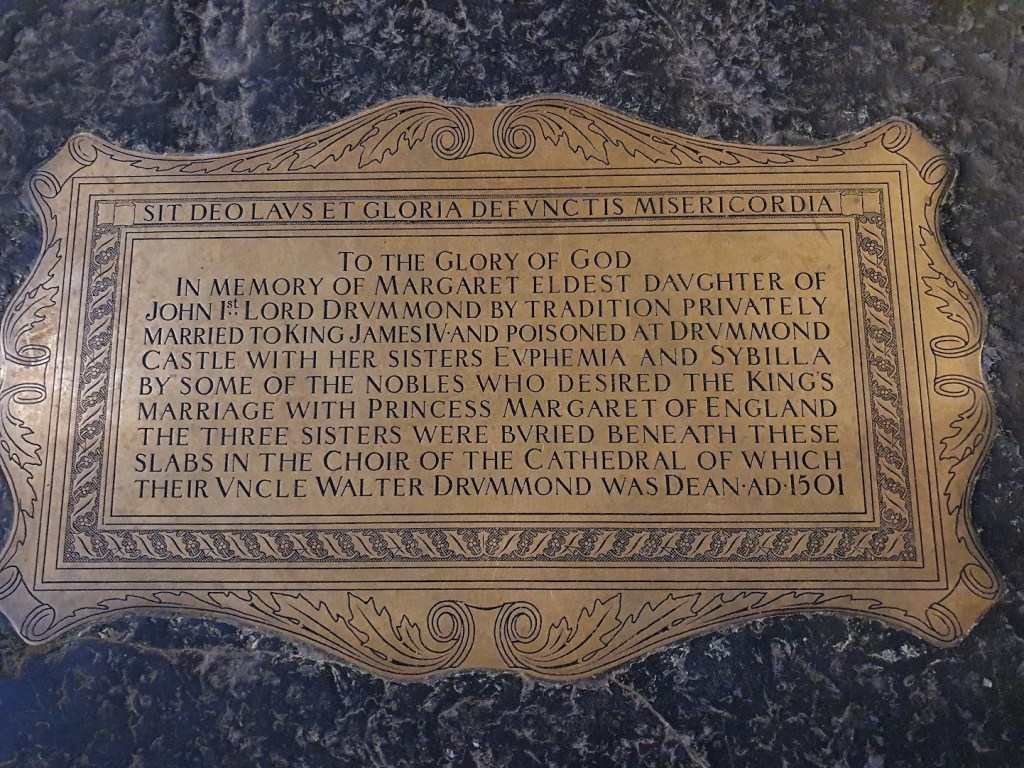 SIT DEO LAVS ET GLORIA DEFVNCTIS MISERICORDIA
TO THE GLORY OF GOD
IN MEMORY OF MARGARET ELDEST DAVGHTER OF
JOHN 1st LORD DRVMMOND BY TRADITION PRIVATELY
MARRIED TO KING JAMES IV·AND POISONED AT DRVMMOND
CASTLE WITH HER SISTERS EVPHEMIA AND SYBILLA
BY SOME OF THE NOBLES WHO DESIRED THE KING'S
MARRIAGE WITH PRINCESS MARGARET OF ENGLAND
THE THREE SISTERS WERE BVRIED BENEATH THESE
SLABS IN THE CHOIR OF THE CATHEDRAL OF WHICH
THEIR VNCLE WALTER DRVMMOND WAS DEAN·AD·1501